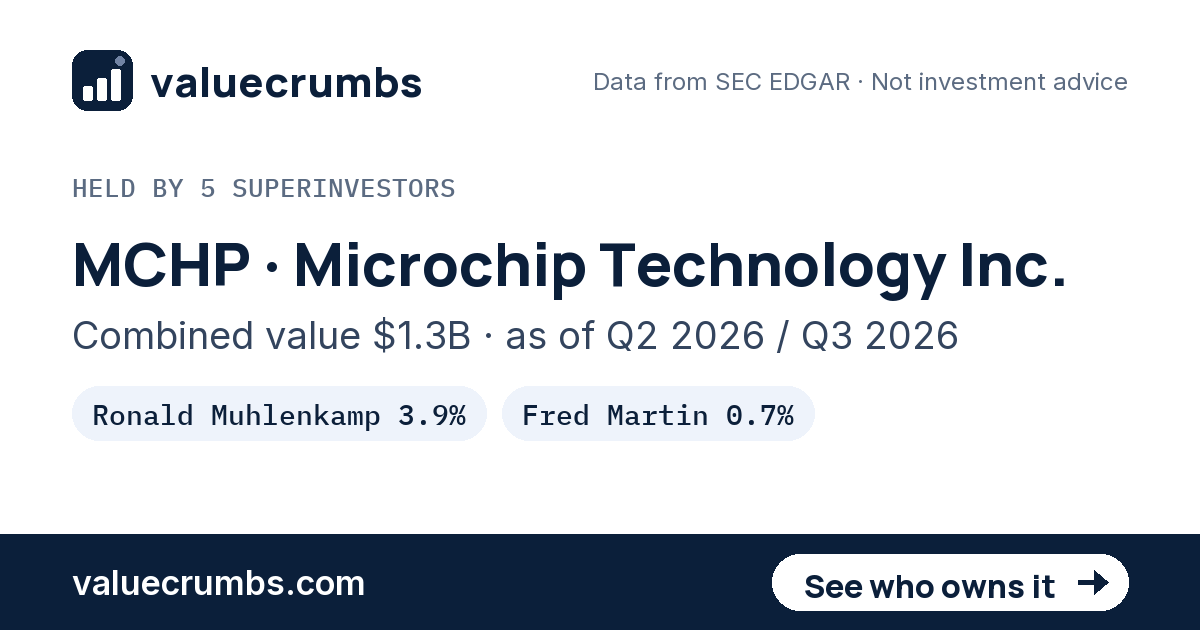 valuecrumbs
Data from SEC EDGAR · Not investment advice
HELD BY 5 SUPERINVESTORS
MCHP · Microchip Technology Inc.
Combined value $1.3B · as of Q2 2026 / Q3 2026
Ronald Muhlenkamp 3.9%
Fred Martin 0.7%
valuecrumbs.com
See who owns it →